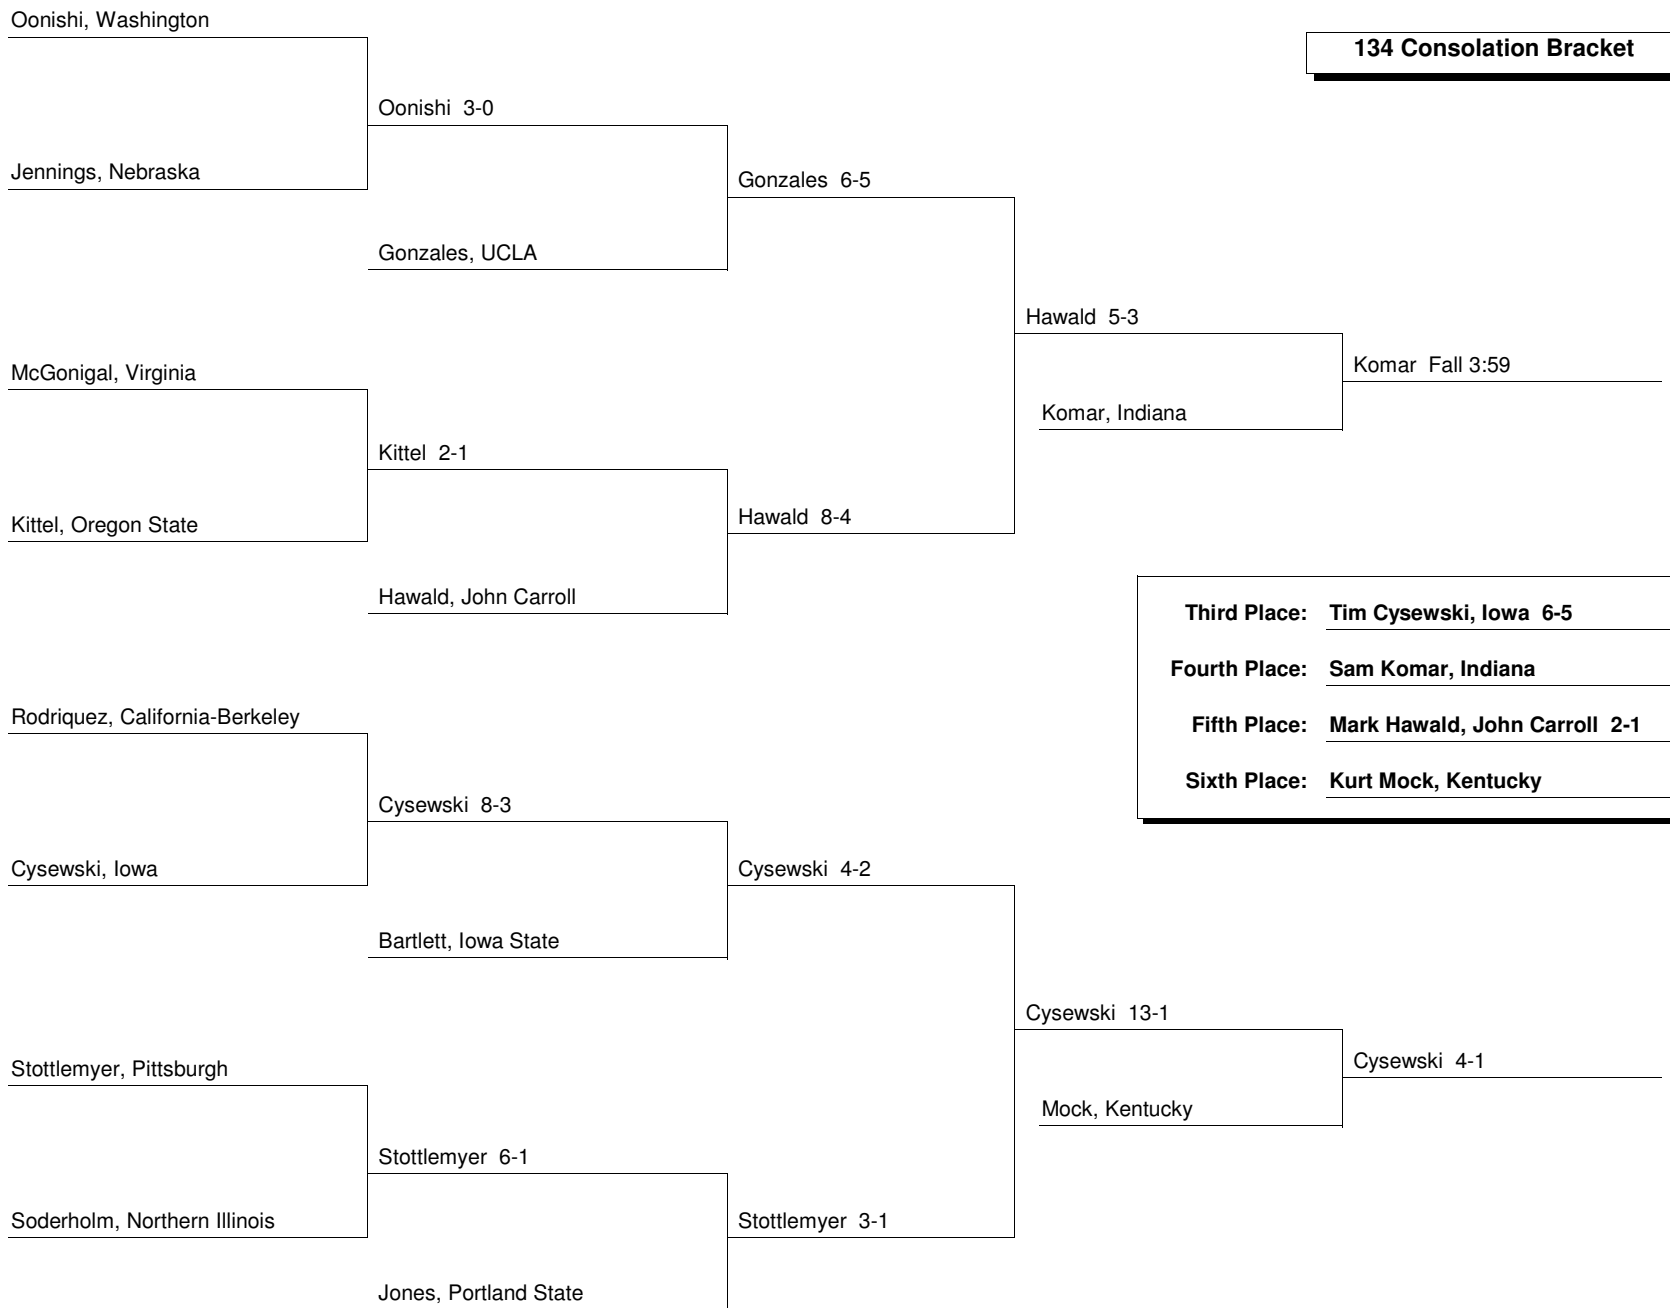 Oonishi, Washington
134 Consolation Bracket
Oonishi 3-0
Jennings, Nebraska
Gonzales 6-5
Gonzales, UCLA
Hawald 5-3
Komar Fall 3:59
McGonigal, Virginia
Komar, Indiana
Kittel 2-1
Kittel, Oregon State
Hawald 8-4
Hawald, John Carroll
Third Place: Tim Cysewski, Iowa 6-5
Fourth Place: Sam Komar, Indiana
Fifth Place: Mark Hawald, John Carroll 2-1
Sixth Place: Kurt Mock, Kentucky
Rodriquez, California-Berkeley
Cysewski 8-3
Cysewski, Iowa
Cysewski 4-2
Bartlett, Iowa State
Cysewski 13-1
Cysewski 4-1
Stottlemyer, Pittsburgh
Mock, Kentucky
Stottlemyer 6-1
Soderholm, Northern Illinois
Stottlemyer 3-1
Jones, Portland State